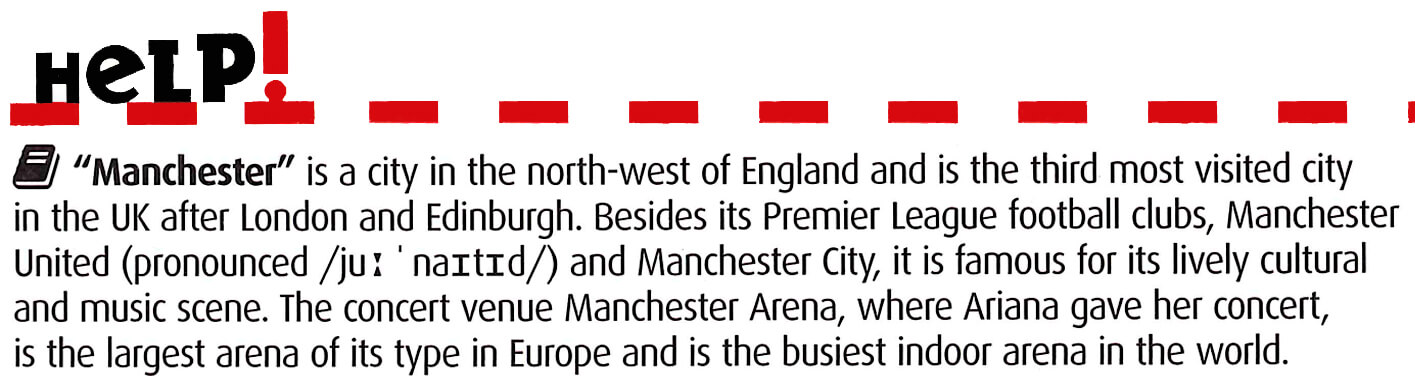 HeLP!
“Manchester” is a city in the north-west of England and is the third most visited city
in the UK after London and Edinburgh. Besides its Premier League football clubs, Manchester
United (pronounced /juː ˈnaɪtɪd/) and Manchester City, it is famous for its lively cultural
and music scene. The concert venue Manchester Arena, where Ariana gave her concert,
is the largest arena of its type in Europe and is the busiest indoor arena in the world.